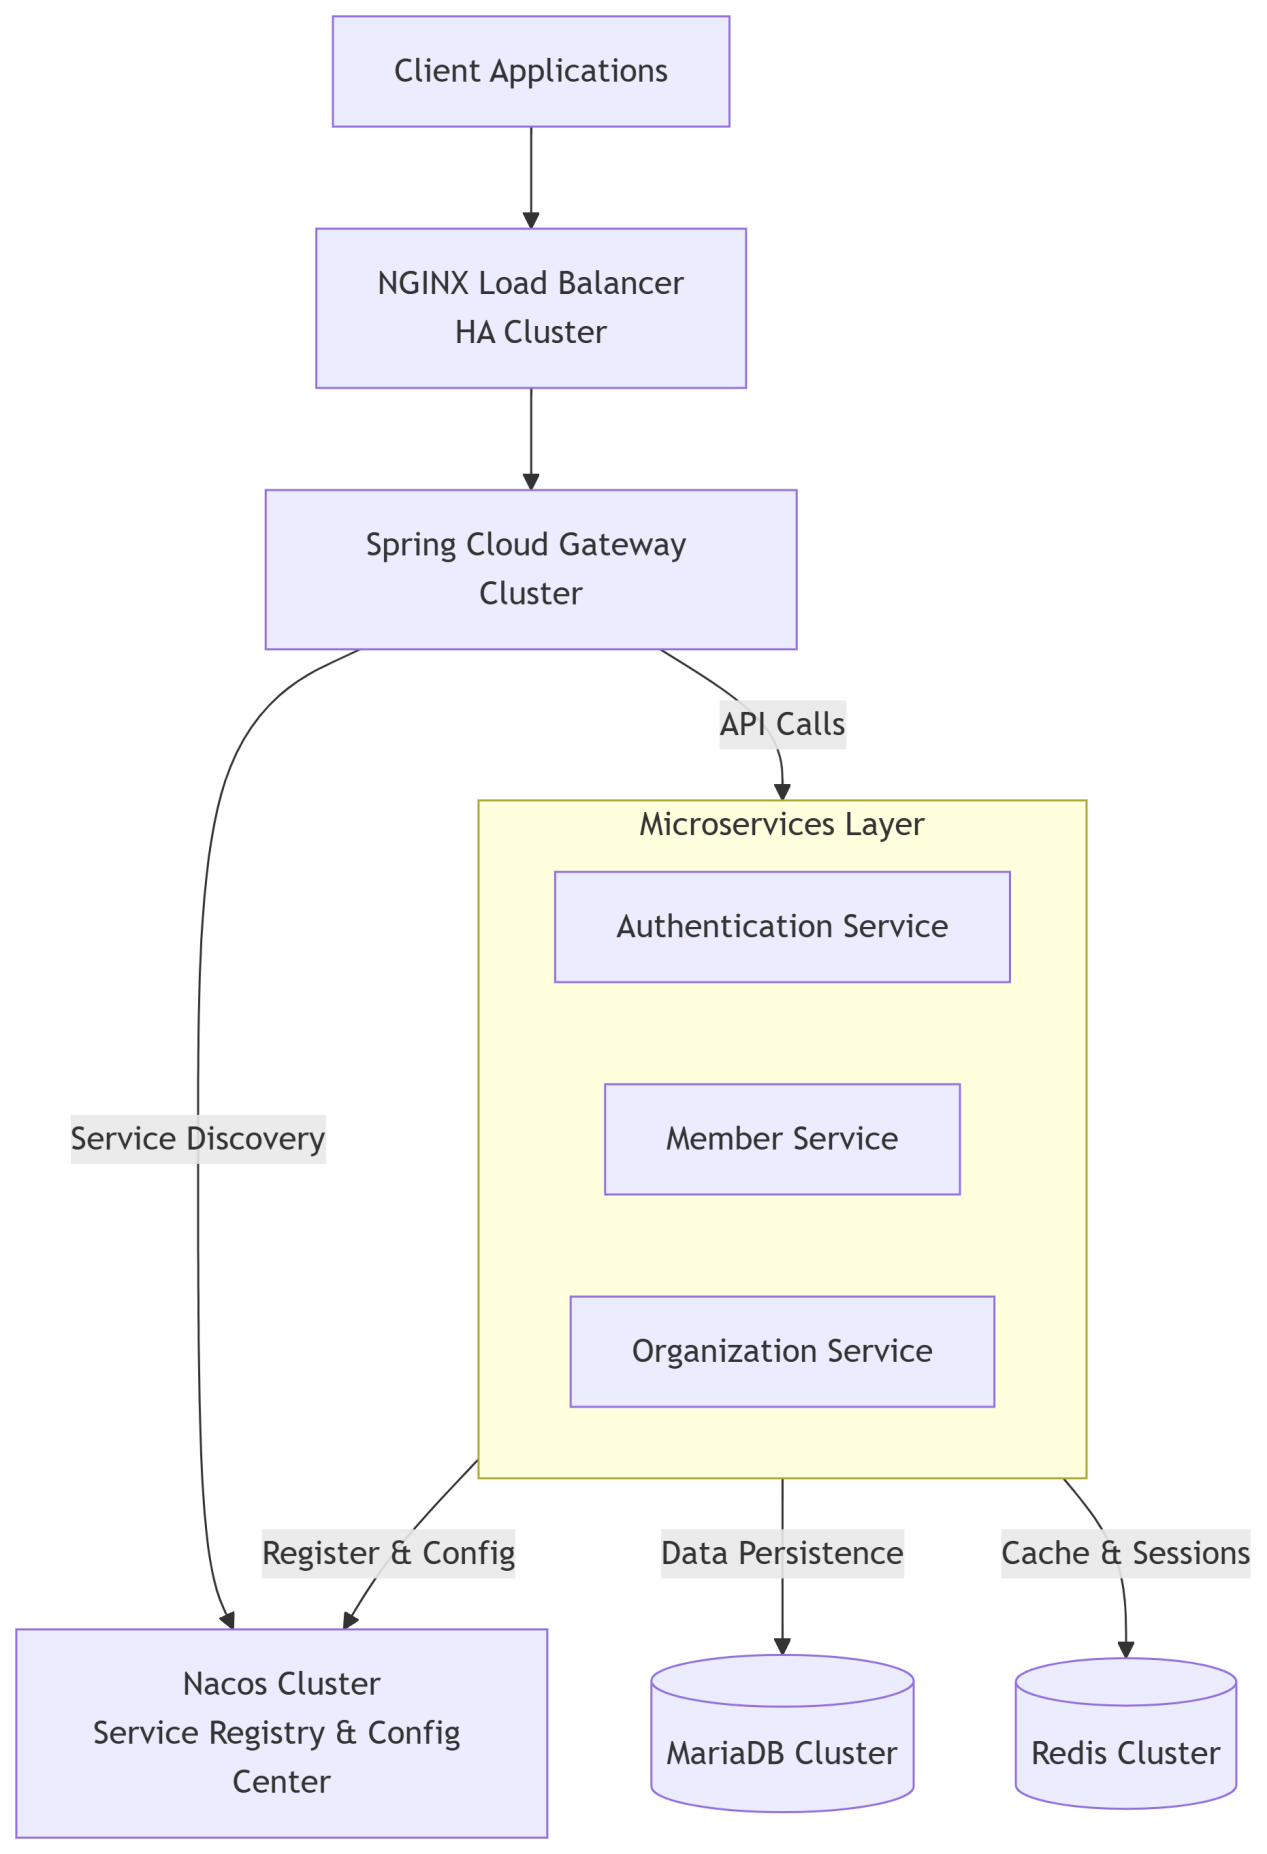 Client Applications
NGINX Load Balancer
HA Cluster
Spring Cloud Gateway
Cluster
API Calls
Microservices Layer
Authentication Service
Service Discovery
Member Service
Organization Service
Register & Config
Data Persistence
Cache & Sessions
Nacos Cluster
Service Registry & Config
Center
MariaDB Cluster
Redis Cluster